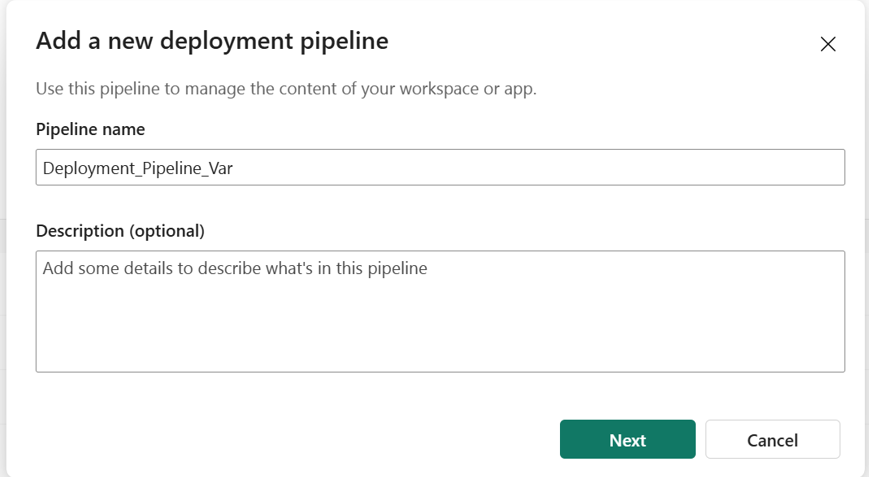 Add a new deployment pipeline
Use this pipeline to manage the content of your workspace or app.
Pipeline name
Deployment_Pipeline_Var
Description (optional)
Add some details to describe what's in this pipeline
Next
Cancel